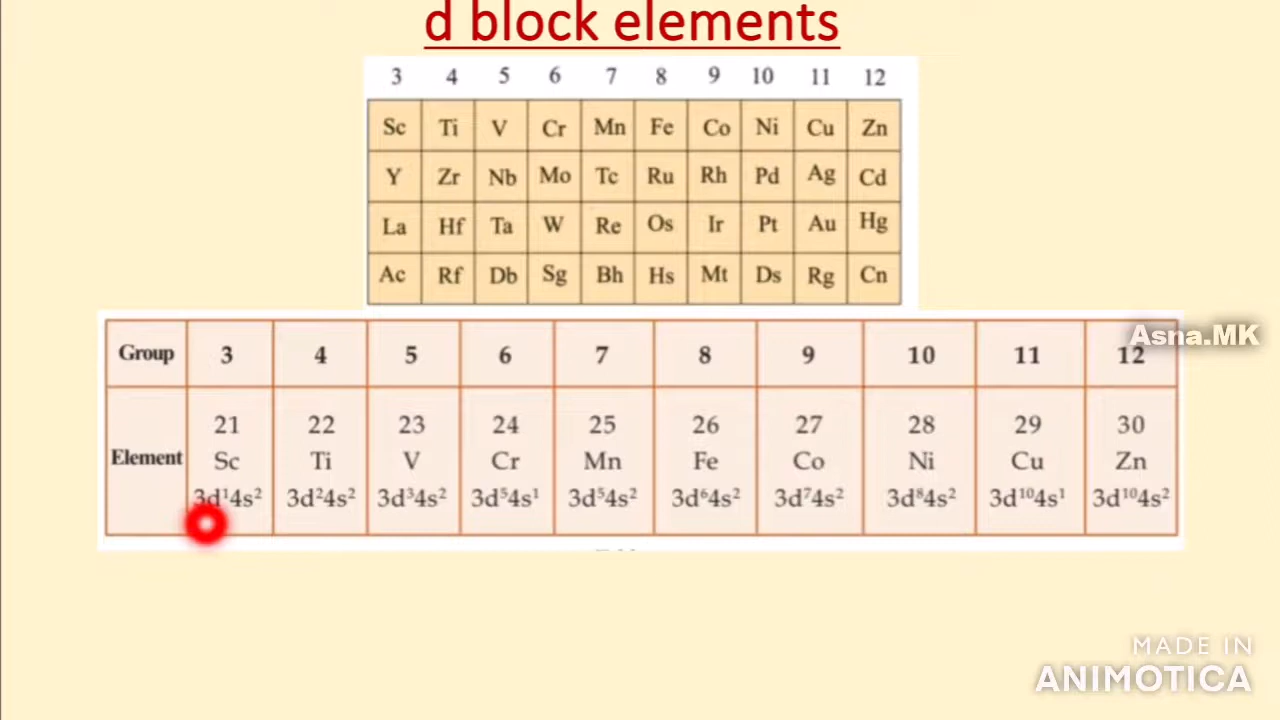 d block elements
3 4 5 6 7 8 9 10 11 12
Sc Ti V Cr Mn Fe Co Ni Cu Zn
Y Zr Nb Mo Tc Ru Rh Pd Ag Cd
La Hf Ta W Re Os Ir Pt Au Hg
Ac Rf Db Sg Bh Hs Mt Ds Rg Cn
Asna.MK
Group 3 4 5 6 7 8 9 10 11 12
21 22 23 24 25 26 27 28 29 30
Element Sc Ti V Cr Mn Fe Co Ni Cu Zn
3d¹4s² 3d²4s² 3d³4s² 3d⁵4s¹ 3d⁵4s² 3d⁶4s² 3d⁷4s² 3d⁸4s² 3d¹⁰4s¹ 3d¹⁰4s²
MADE IN
ANIMOTICA